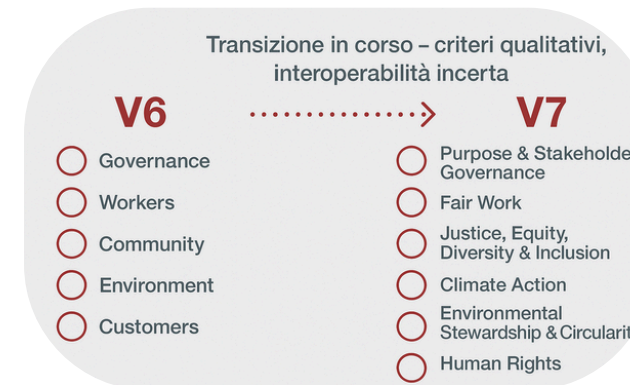 Transizione in corso – criteri qualitativi,
interoperabilità incerta
V6
V7
Governance
Workers
Community
Environment
Customers
Purpose & Stakeholde
Governance
Fair Work
Justice, Equity,
Diversity & Inclusion
Climate Action
Environmental
Stewardship & Circularit
Human Rights